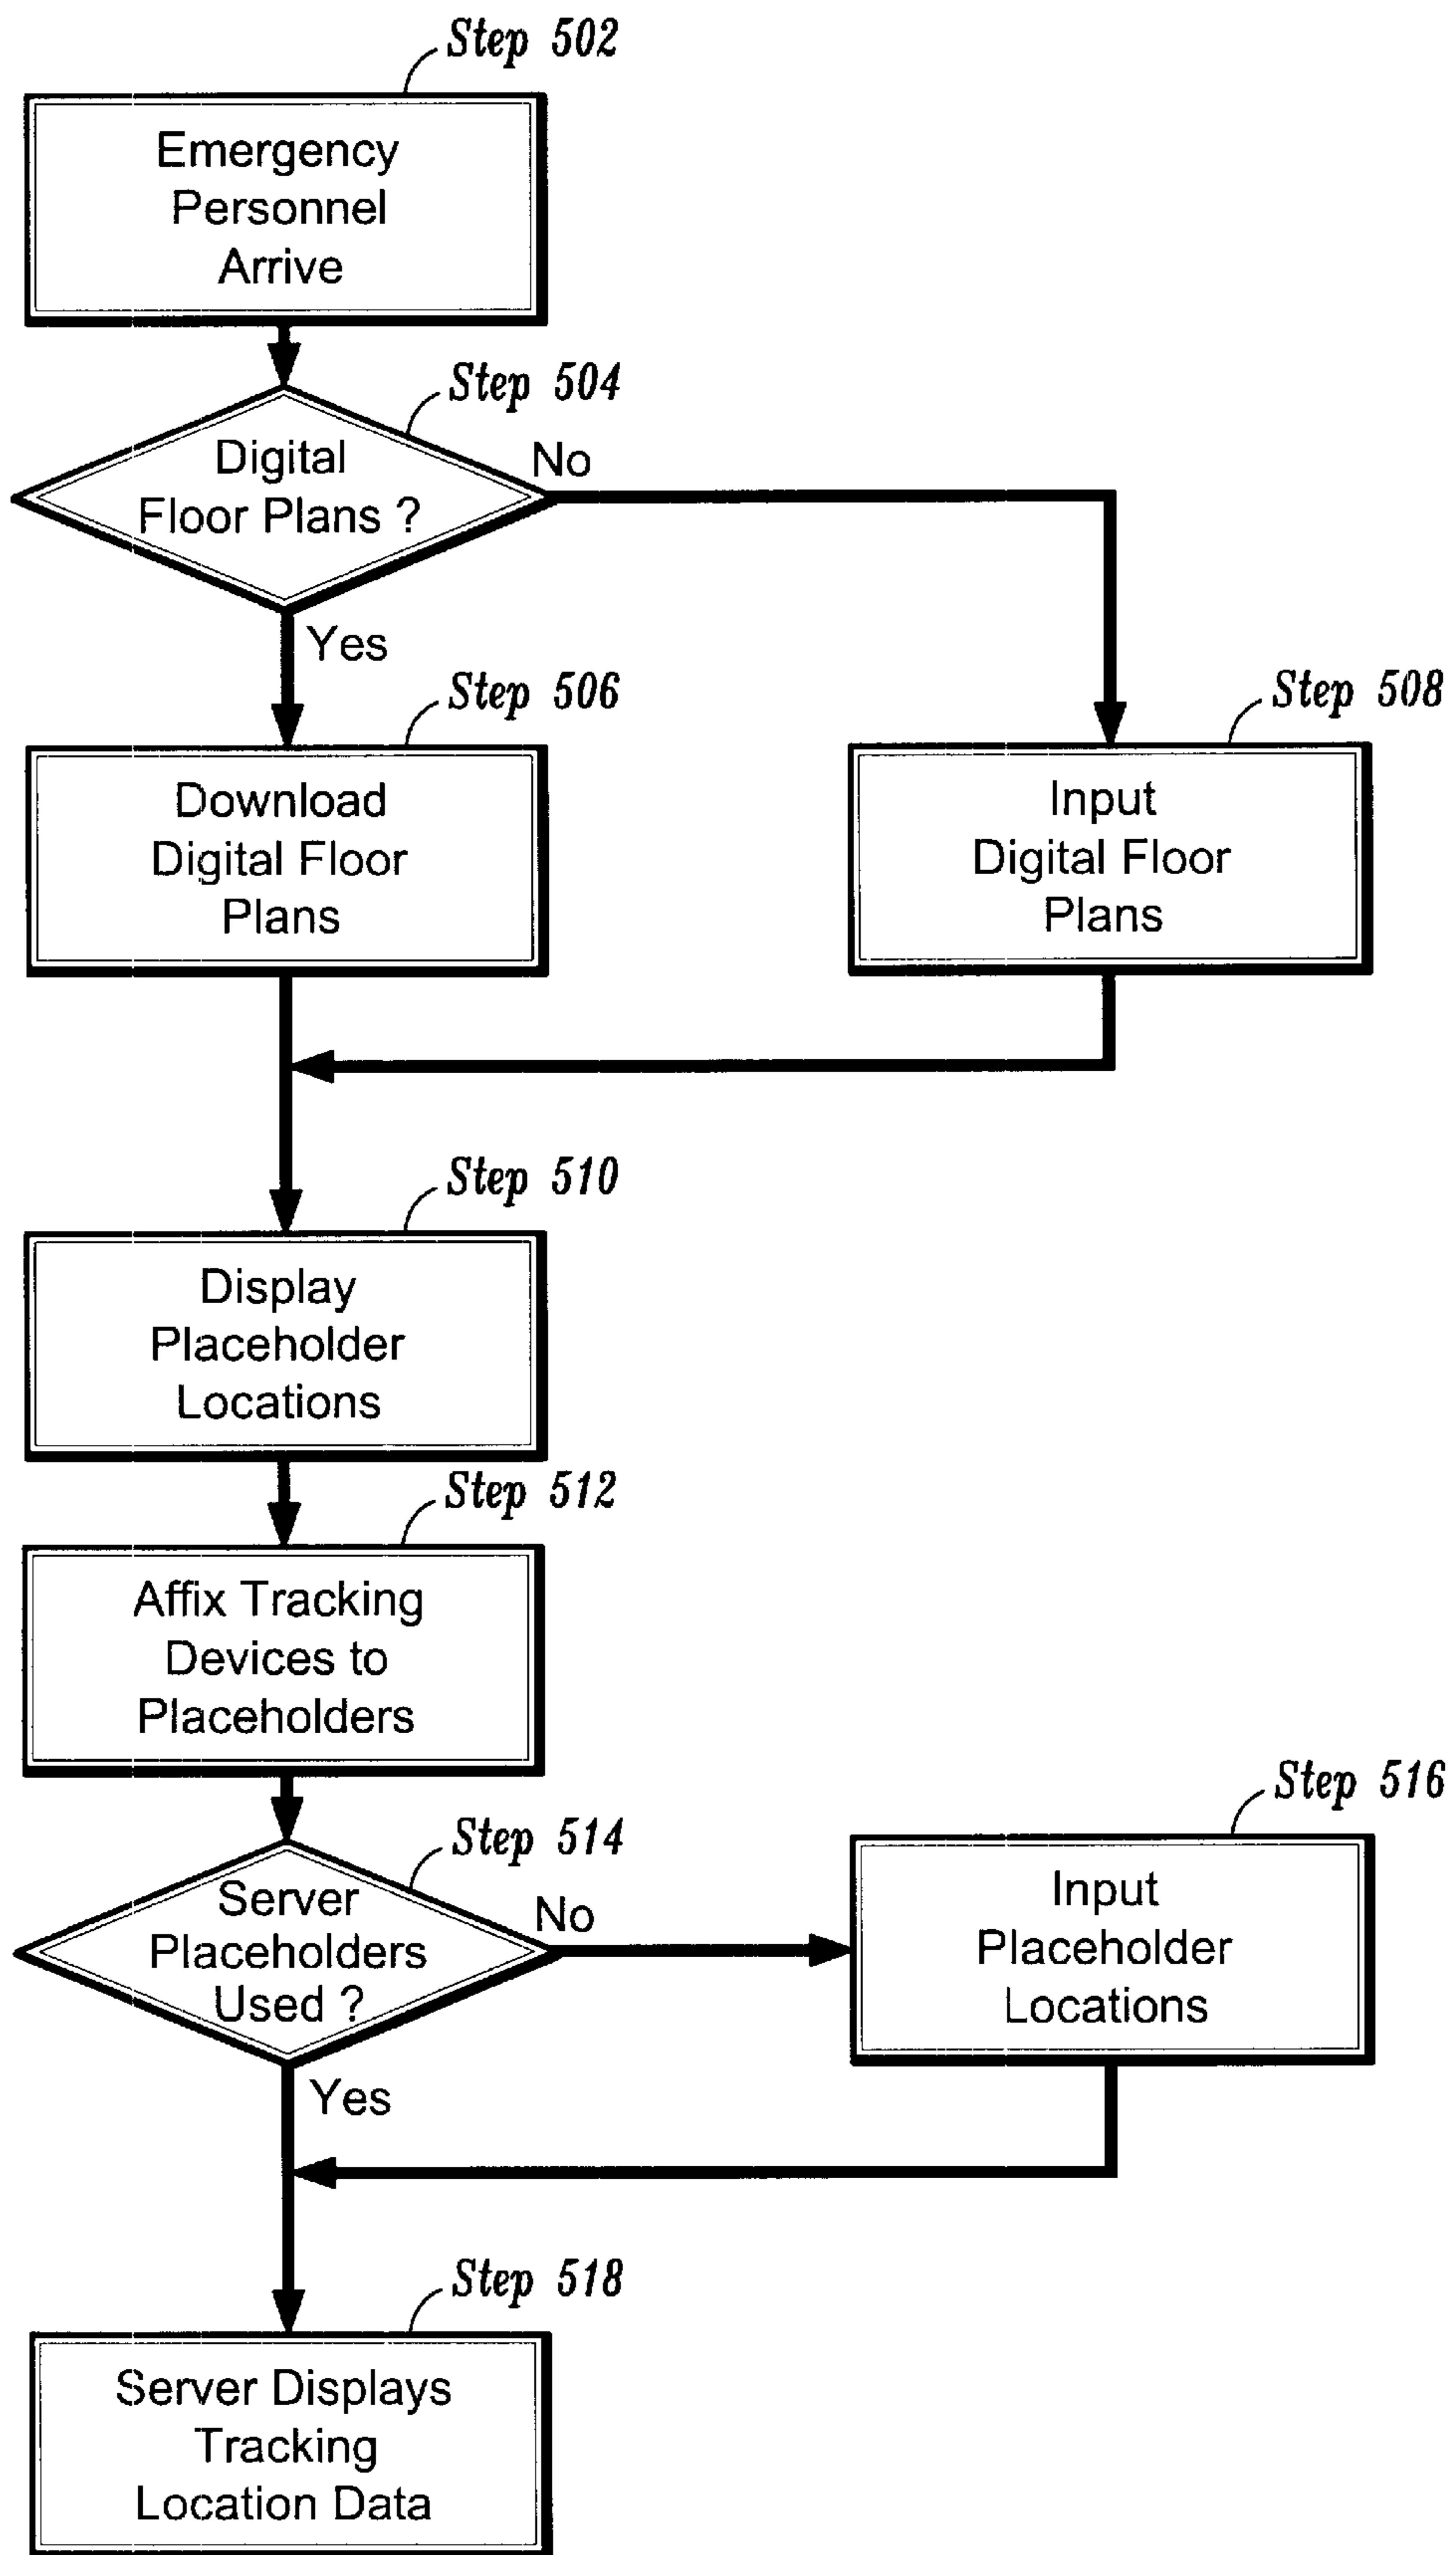 Step 502
Emergency
Personnel
Arrive
Step 504
Digital
Floor Plans ?
No
Yes
Step 506
Download
Digital Floor
Plans
Step 508
Input
Digital Floor
Plans
Step 510
Display
Placeholder
Locations
Step 512
Affix Tracking
Devices to
Placeholders
Step 514
Server
Placeholders
Used ?
No
Yes
Step 516
Input
Placeholder
Locations
Step 518
Server Displays
Tracking
Location Data